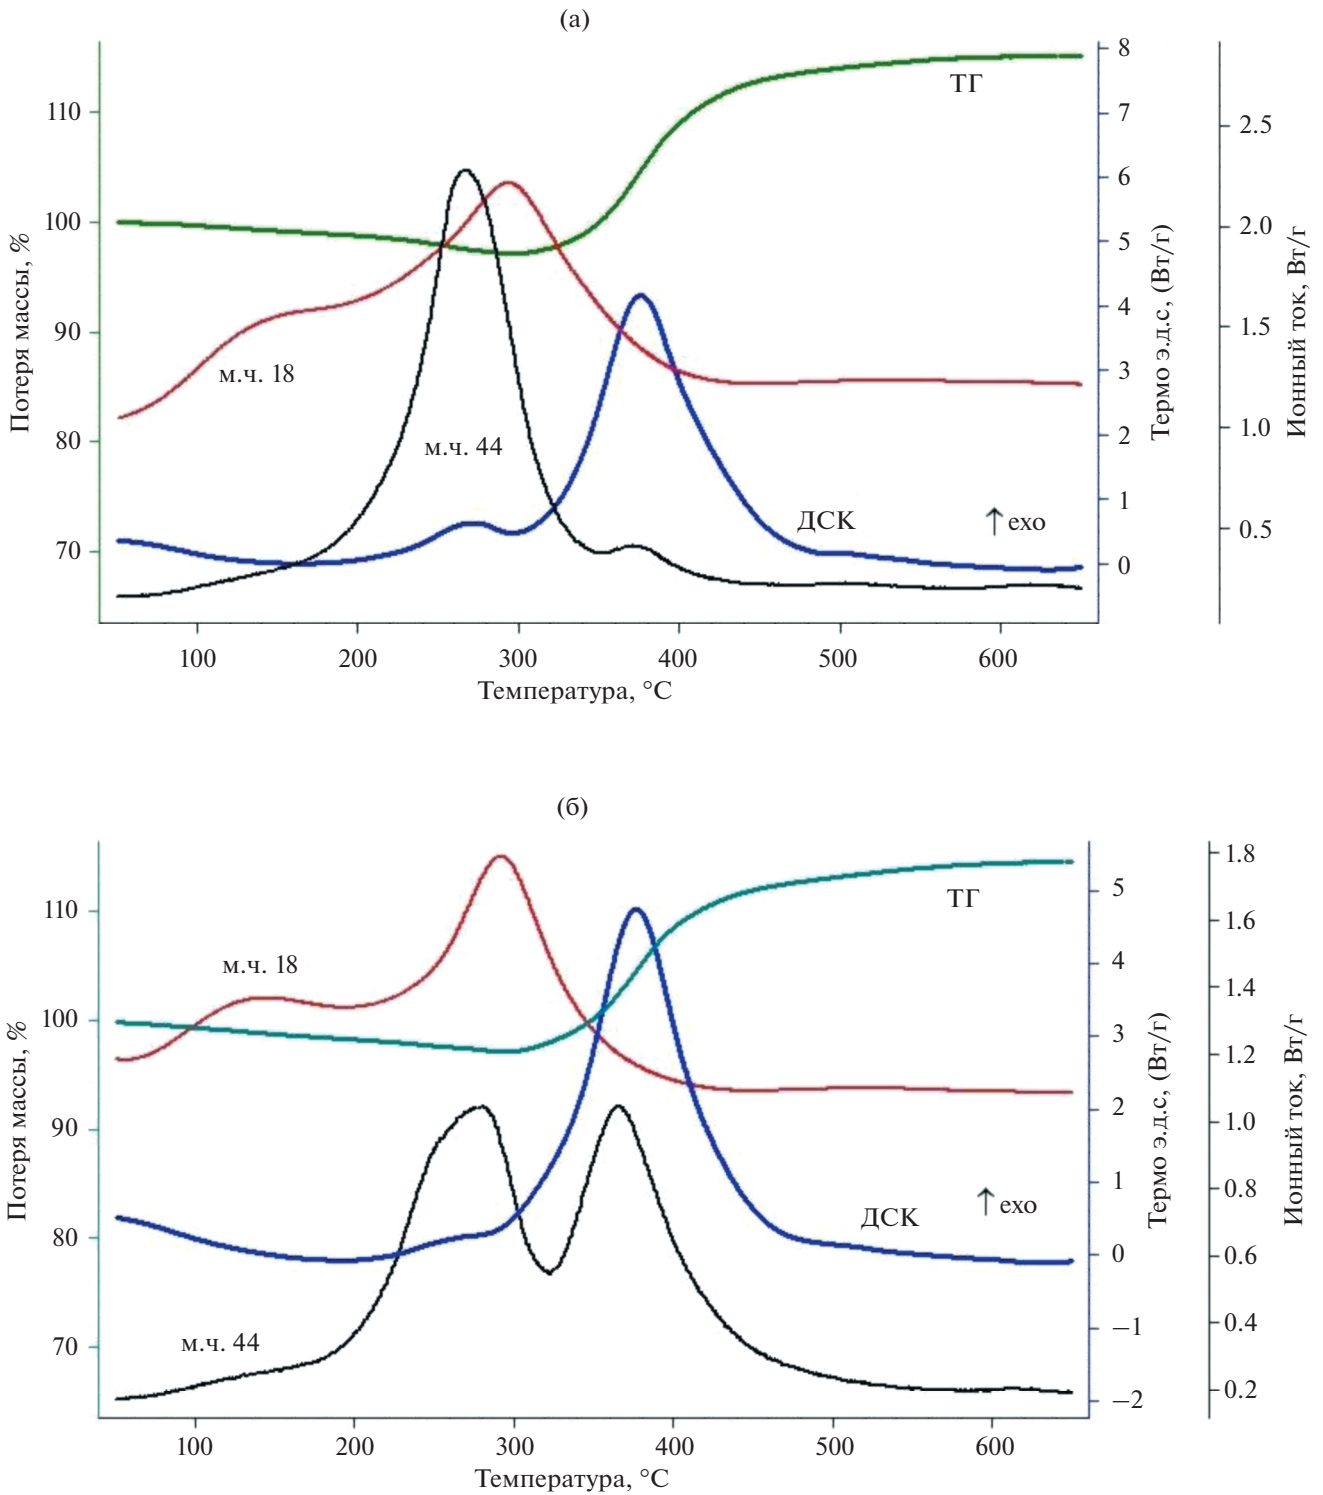 (а)
8
7
6
5
4
3
2
1
0
2.5
2.0
1.5
1.0
0.5
110
100
90
80
70
Потеря массы, %
Термо э.д.с, (Вт/г)
Ионный ток, Вт/г
ТГ
м.ч. 18
м.ч. 44
ДСК
↑ exo
100 200 300 400 500 600
Температура, °C
(б)
110
100
90
80
70
5
4
3
2
1
0
−1
−2
1.8
1.6
1.4
1.2
1.0
0.8
0.6
0.4
0.2
Потеря массы, %
Термо э.д.с, (Вт/г)
Ионный ток, Вт/г
ТГ
м.ч. 18
ДСК
↑ exo
м.ч. 44
100 200 300 400 500 600
Температура, °C